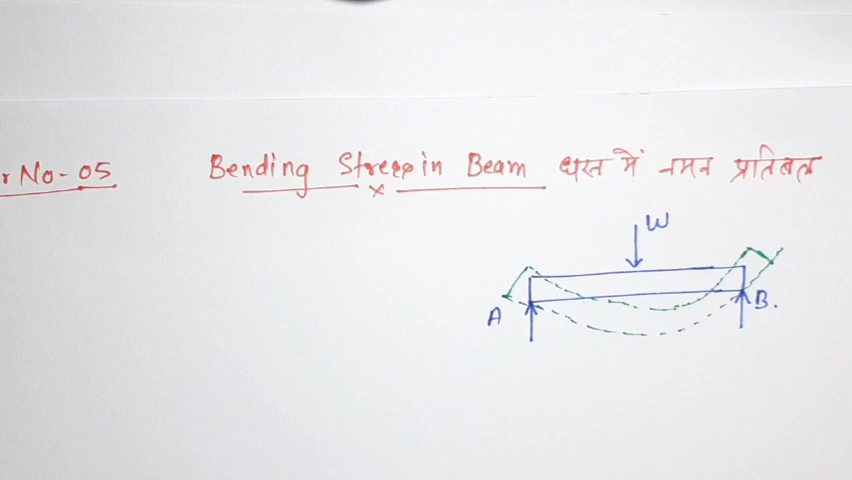 r No-05
Bending Stress in Beam धरन में नमन प्रतिबल
W
A
B.